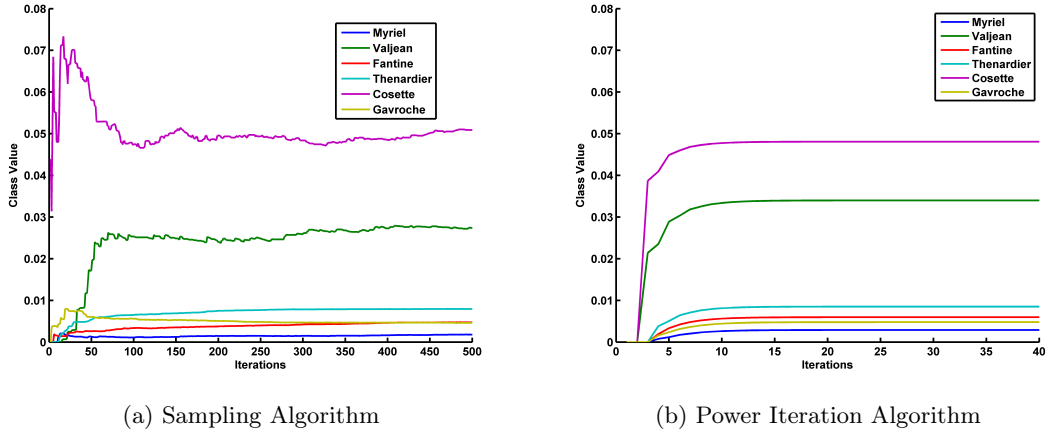 0.08
0.07
0.06
0.05
0.04
0.03
0.02
0.01
0
Class Value
0 50 100 150 200 250 300 350 400 450 500
Iterations
Myriel
Valjean
Fantine
Thenardier
Cosette
Gavroche
(a) Sampling Algorithm
0.08
0.07
0.06
0.05
0.04
0.03
0.02
0.01
0
Class Value
0 5 10 15 20 25 30 35 40
Iterations
Myriel
Valjean
Fantine
Thenardier
Cosette
Gavroche
(b) Power Iteration Algorithm